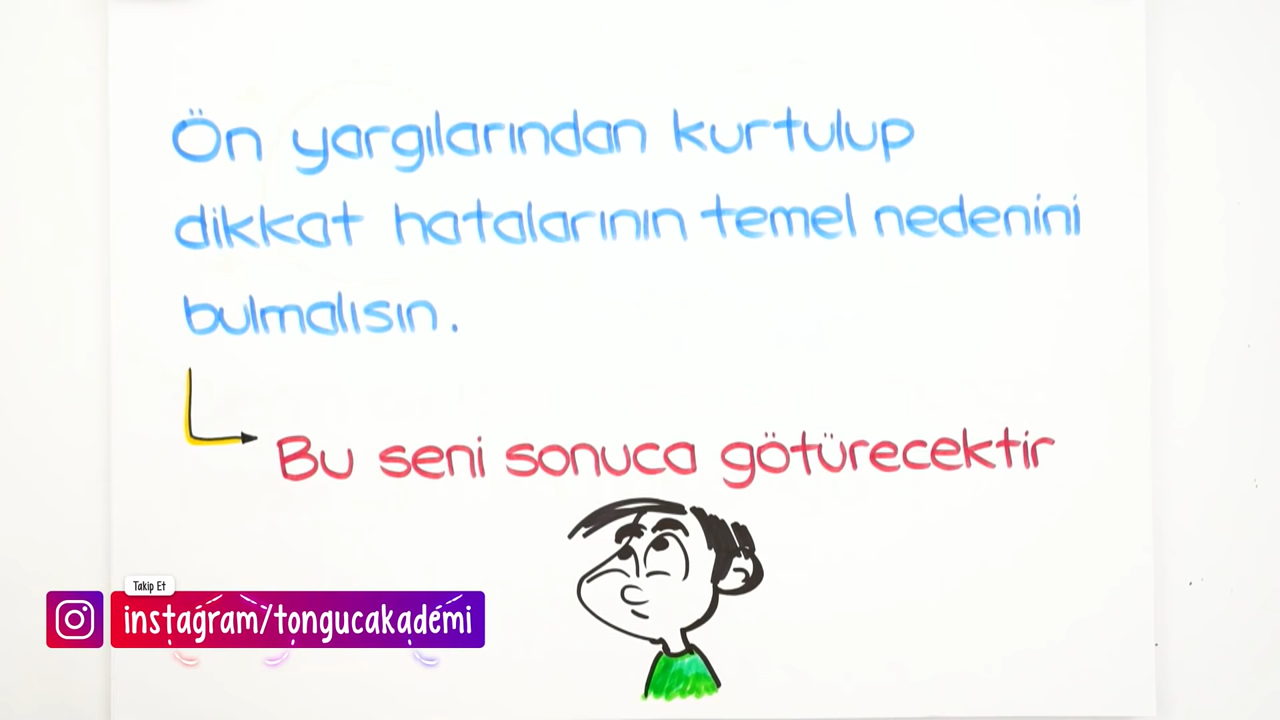 Ön yargılarından kurtulup
dikkat hatalarının temel nedenini
bulmalısın.
Bu seni sonuca götürecektir
Takip Et
instagram/tongucakademi